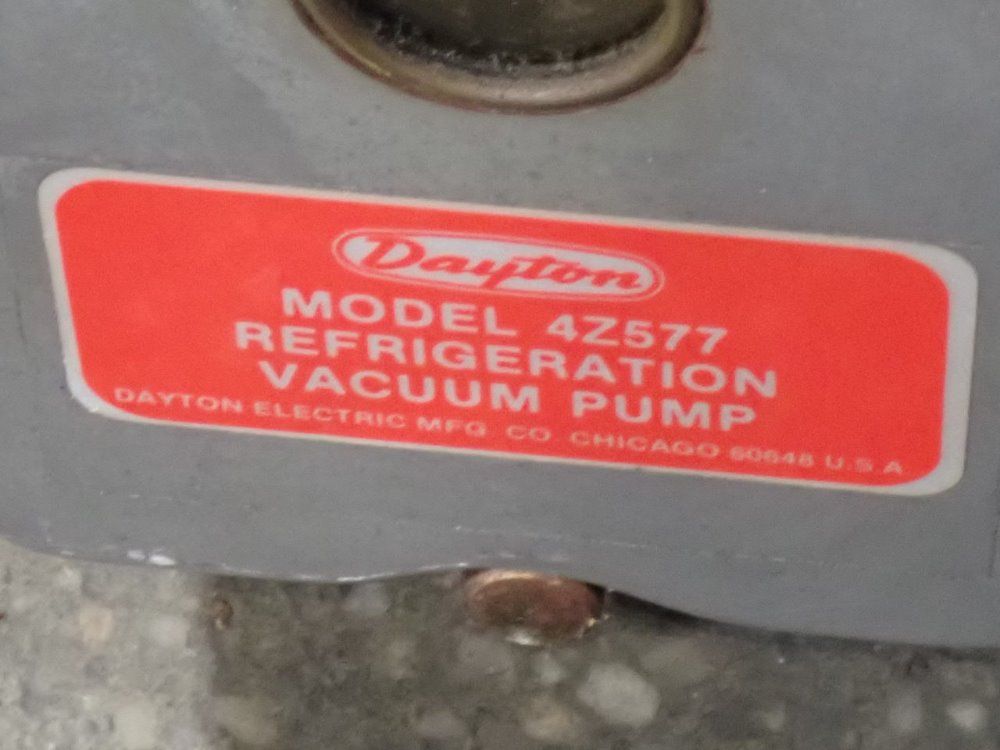 Dayton
MODEL 4Z577
REFRIGERATION
VACUUM PUMP
DAYTON ELECTRIC MFG. CO. CHICAGO 60648 U.S.A.